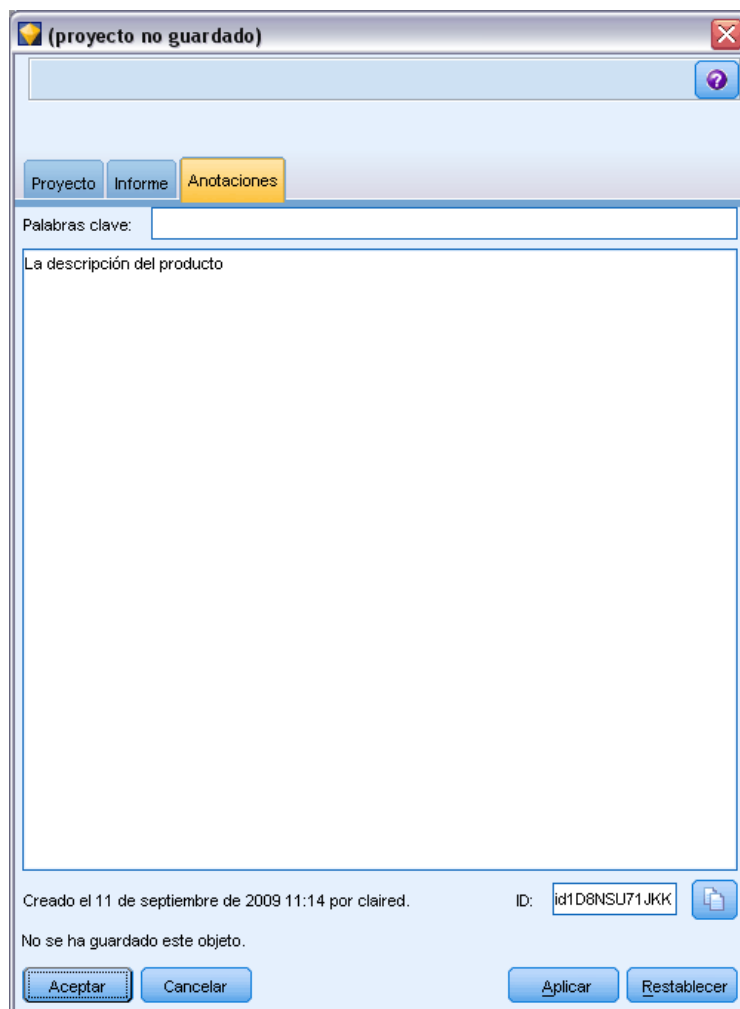 (proyecto no guardado)
Proyecto Informe Anotaciones
Palabras clave:
La descripción del producto
Creado el 11 de septiembre de 2009 11:14 por claired. ID: id1D8NSU71JKK
No se ha guardado este objeto.
Aceptar Cancelar Aplicar Restablecer